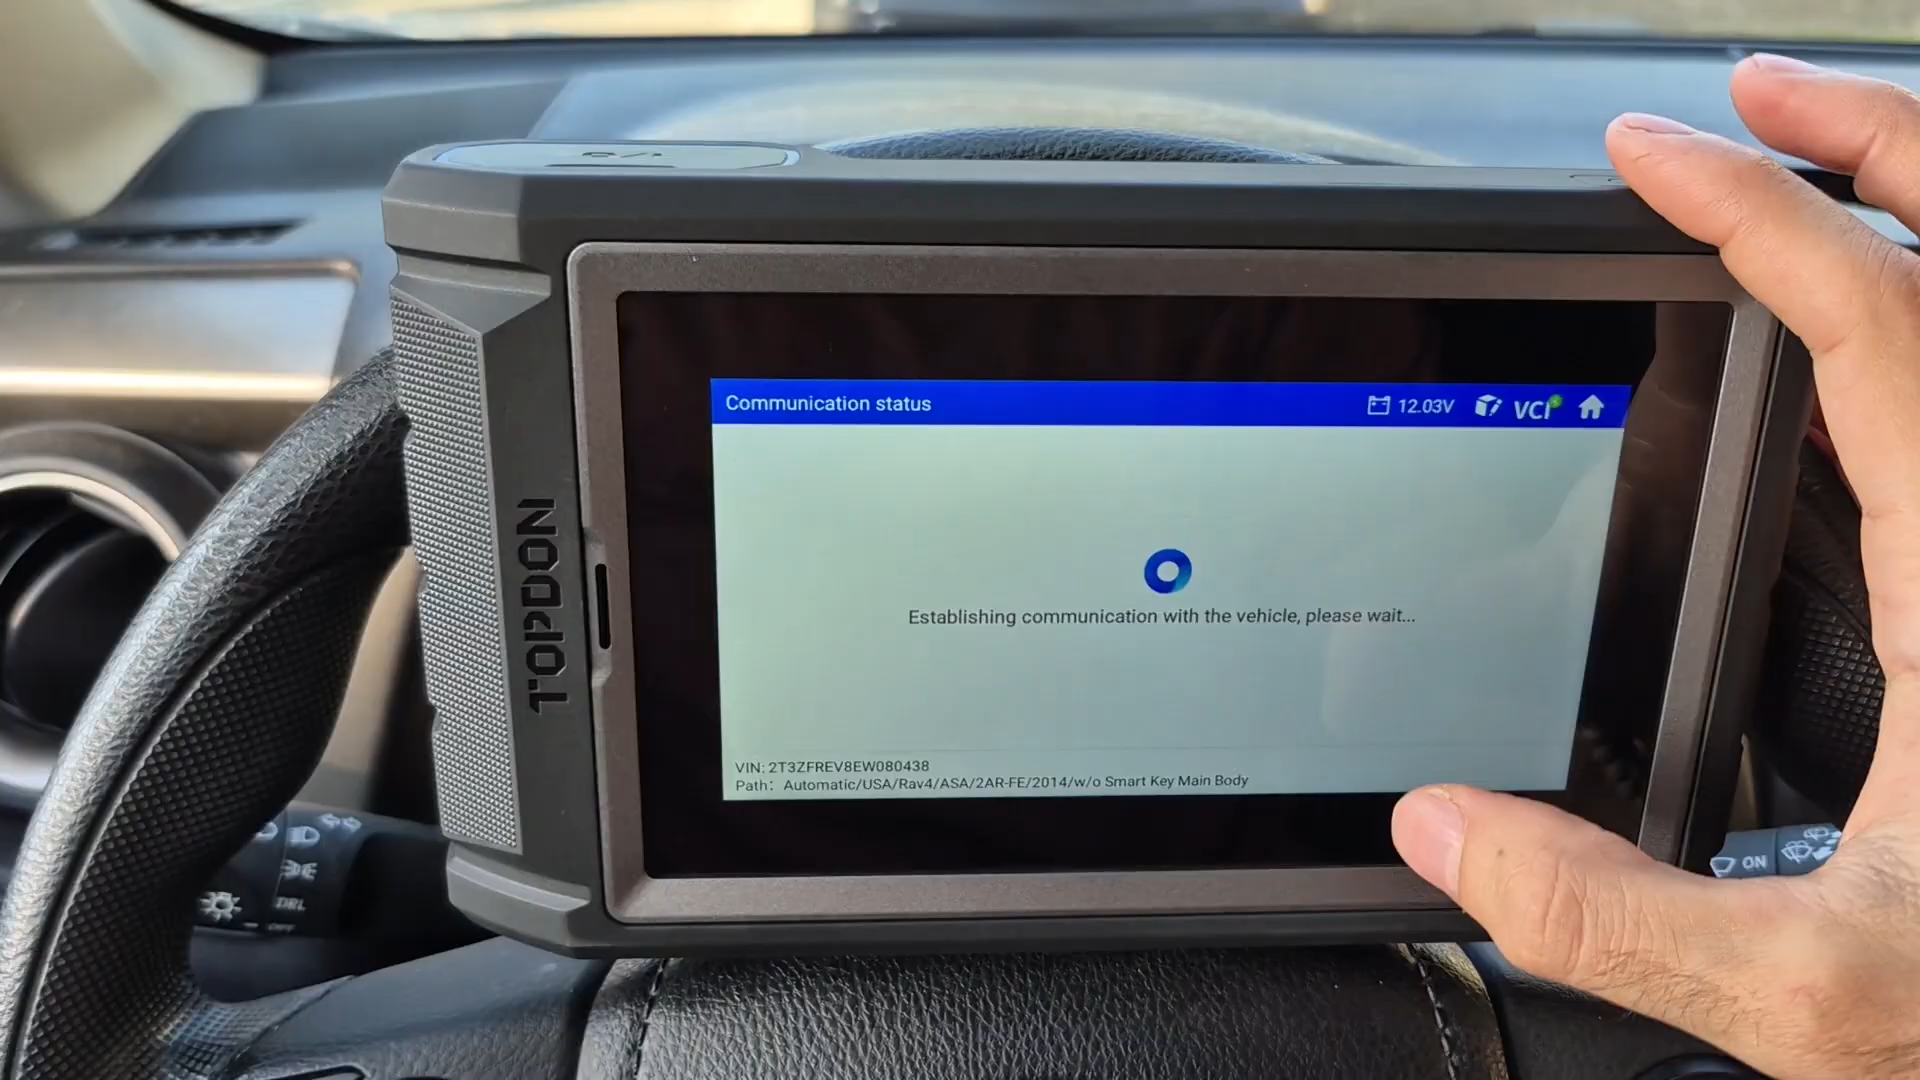 Communication status
12.03V
VCI
TOPDON
Establishing communication with the vehicle, please wait...
VIN: 2T3ZFREV8EW080438
Path: Automatic/USA/Rav4/ASA/2AR-FE/2014/w/o Smart Key Main Body
ON
DRL
OFF